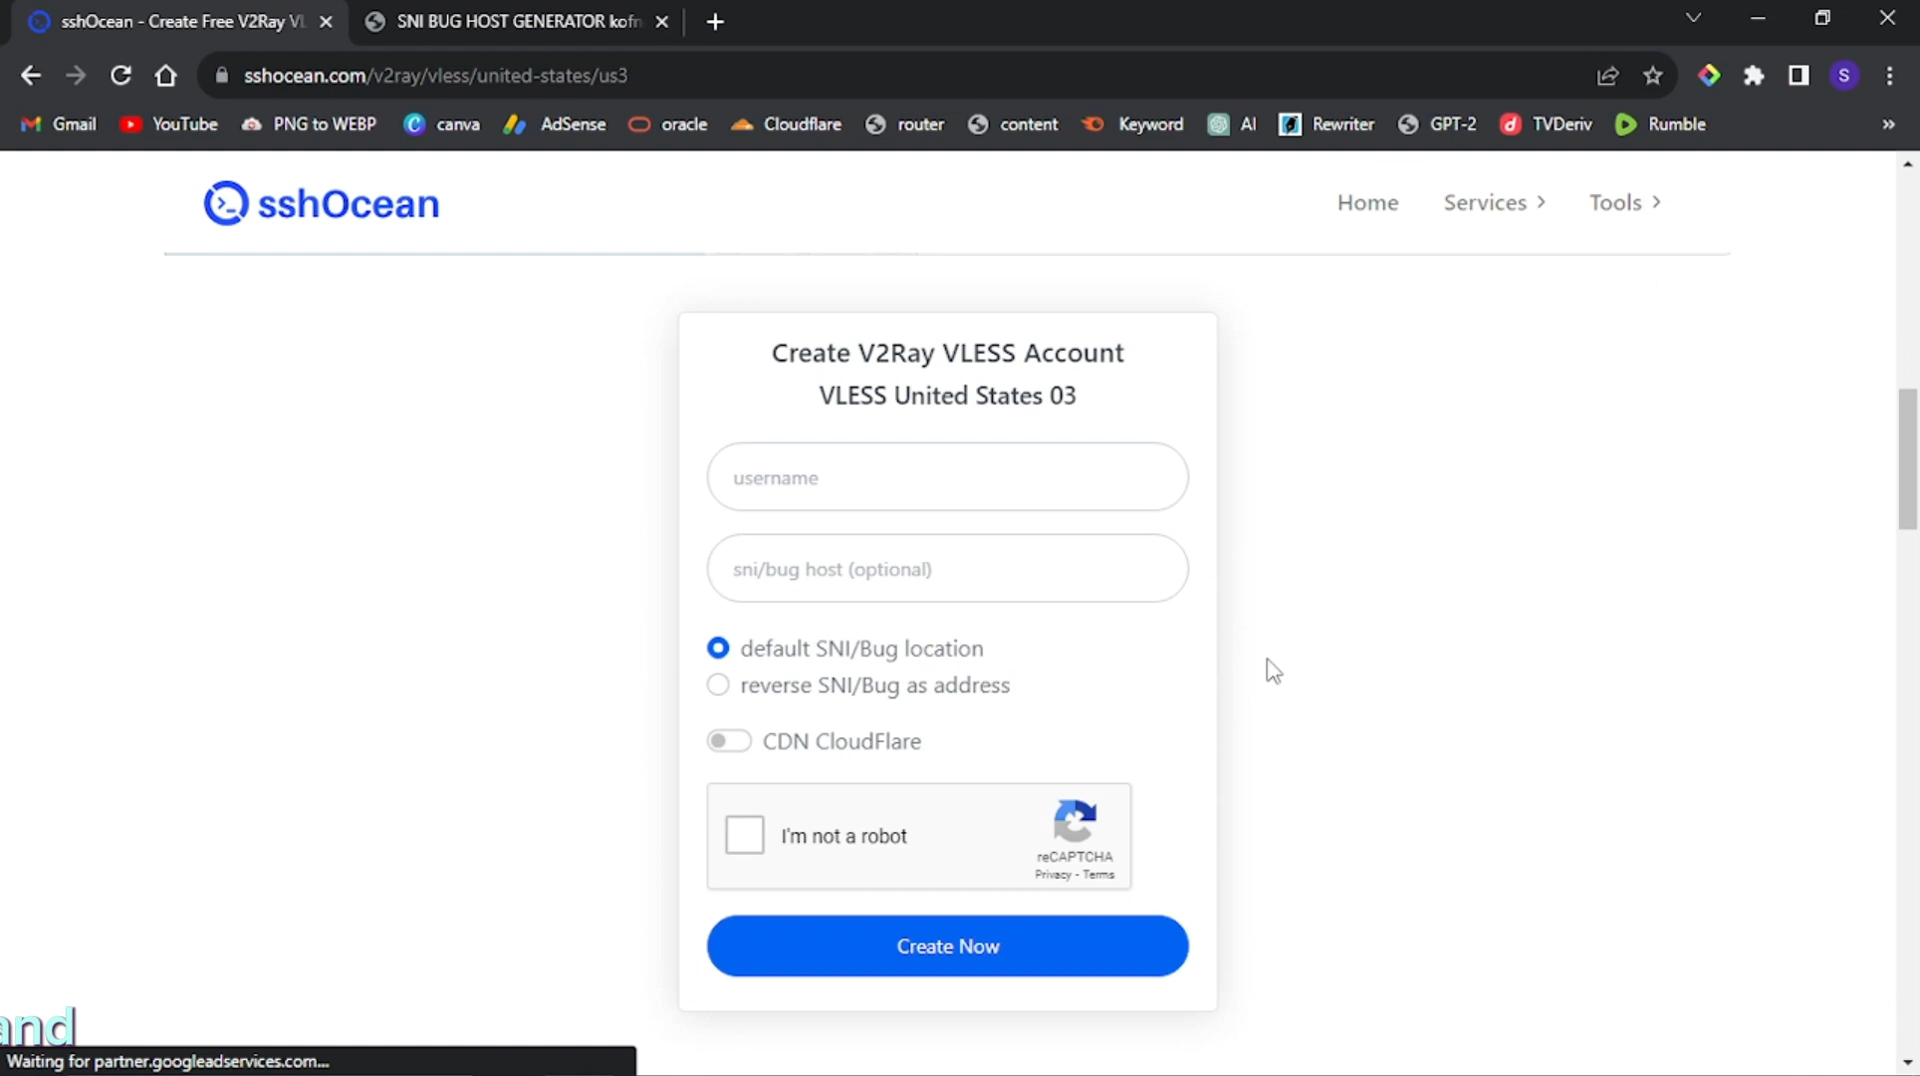 sshOcean - Create Free V2Ray VL
SNI BUG HOST GENERATOR kofn
sshocean.com/v2ray/vless/united-states/us3
S
Gmail
YouTube
PNG to WEBP
canva
AdSense
oracle
Cloudflare
router
content
Keyword
AI
Rewriter
GPT-2
TVDeriv
Rumble
»
sshOcean
Home
Services
Tools
Create V2Ray VLESS Account
VLESS United States 03
username
sni/bug host (optional)
default SNI/Bug location
reverse SNI/Bug as address
CDN CloudFlare
I'm not a robot
reCAPTCHA
Privacy - Terms
Create Now
and
Waiting for partner.googleadservices.com...